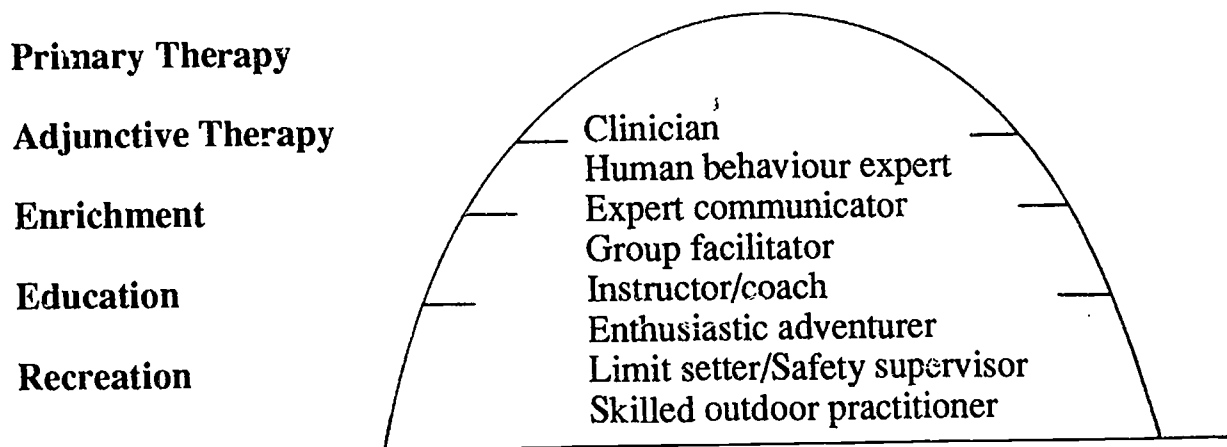 Primary Therapy
Adjunctive Therapy
Clinician
Human behaviour expert
Enrichment
Expert communicator
Group facilitator
Education
Instructor/coach
Enthusiastic adventurer
Recreation
Limit setter/Safety supervisor
Skilled outdoor practitioner